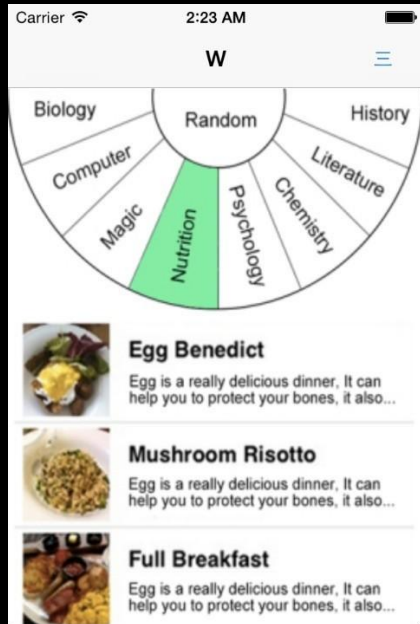 Carrier 2:23 AM
W
Biology
Random
History
Computer
Literature
Magic
Chemistry
Nutrition
Psychology
Egg Benedict
Egg is a really delicious dinner, It can
help you to protect your bones, it also...
Mushroom Risotto
Egg is a really delicious dinner, It can
help you to protect your bones, it also...
Full Breakfast
Egg is a really delicious dinner, It can
help you to protect your bones, it also...